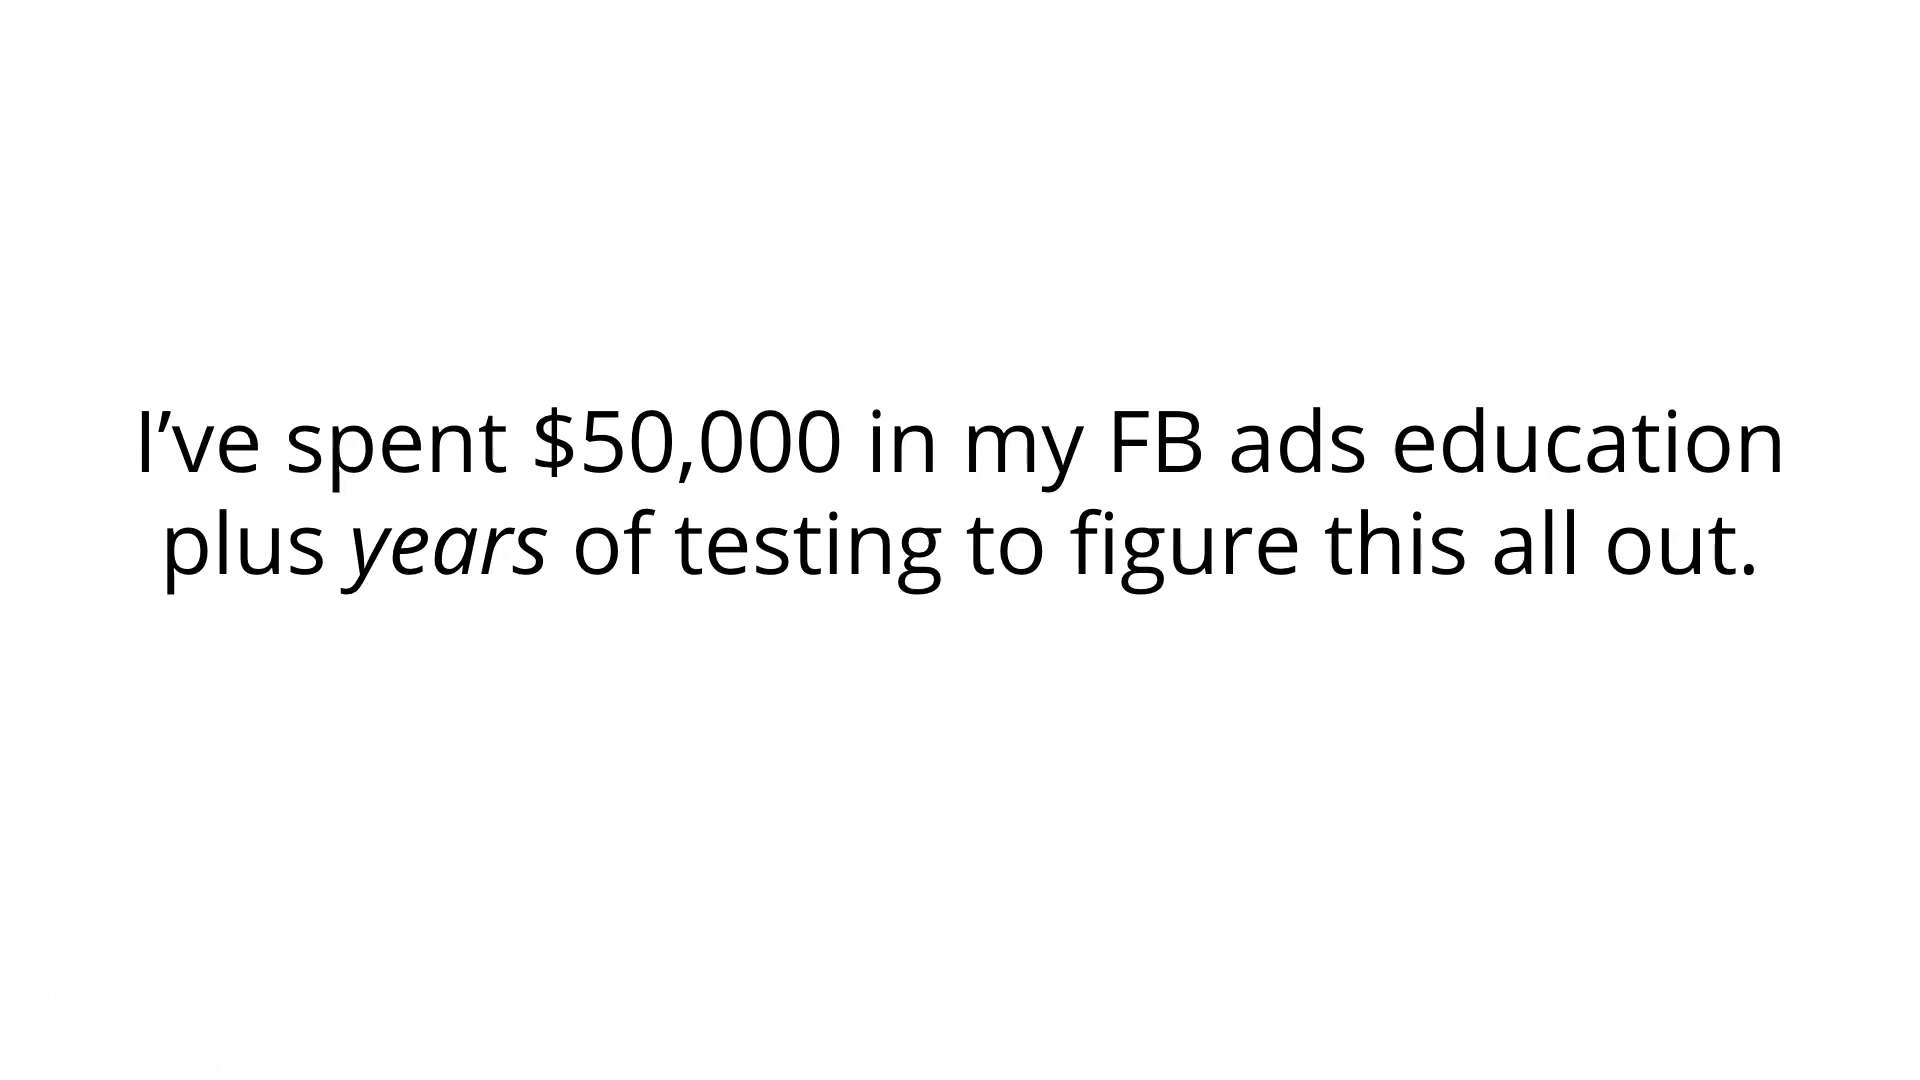 I’ve spent $50,000 in my FB ads education
plus years of testing to figure this all out.